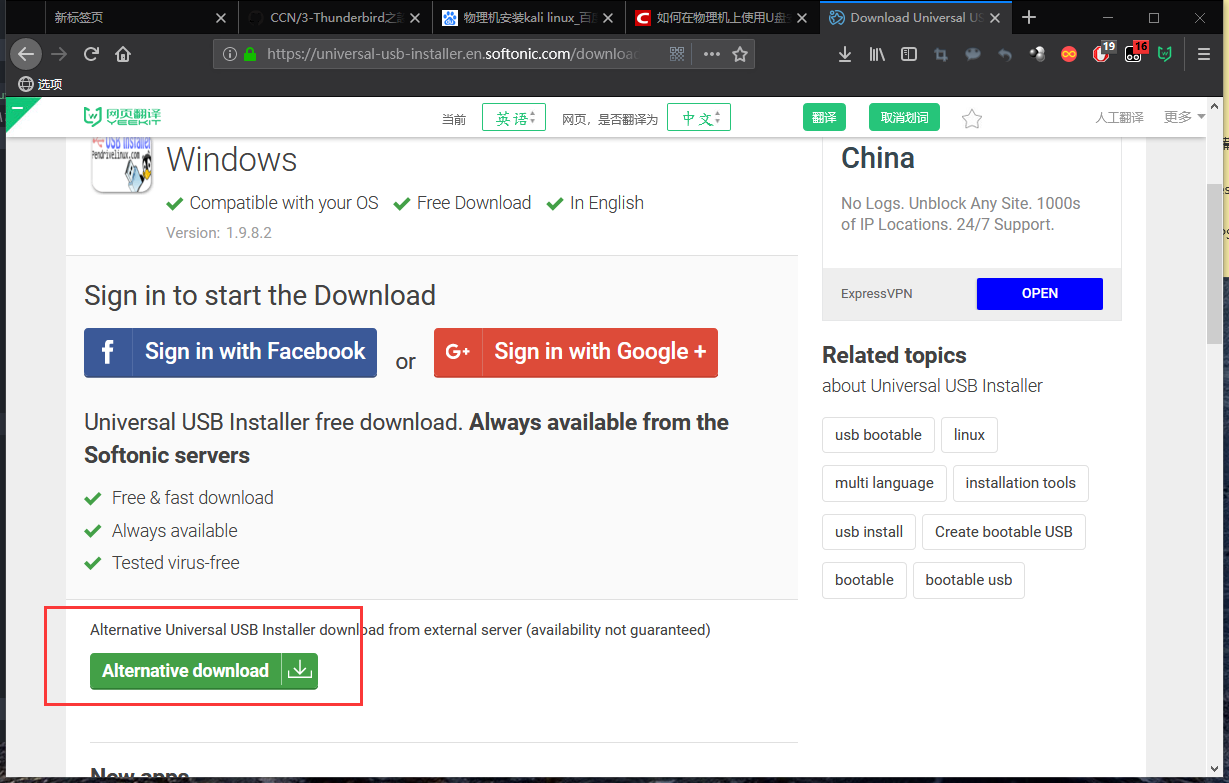 新标签页
CCN/3-Thunderbird之
物理机安装kali linux_百
如何在物理机上使用U盘
Download Universal US
https://universal-usb-installer.en.softonic.com/download
19
16
选项
网页翻译
当前 英语 网页，是否翻译为 中文 翻译 取消划词 人工翻译 更多
USB Installer
Pendrivelinux.com
Windows
Compatible with your OS Free Download In English
Version: 1.9.8.2
Sign in to start the Download
f Sign in with Facebook or G+ Sign in with Google +
Universal USB Installer free download. Always available from the
Softonic servers
Free & fast download
Always available
Tested virus-free
Alternative Universal USB Installer download from external server (availability not guaranteed)
Alternative download
New apps
China
No Logs. Unblock Any Site. 1000s
of IP Locations. 24/7 Support.
ExpressVPN OPEN
Related topics
about Universal USB Installer
usb bootable linux
multi language installation tools
usb install Create bootable USB
bootable bootable usb